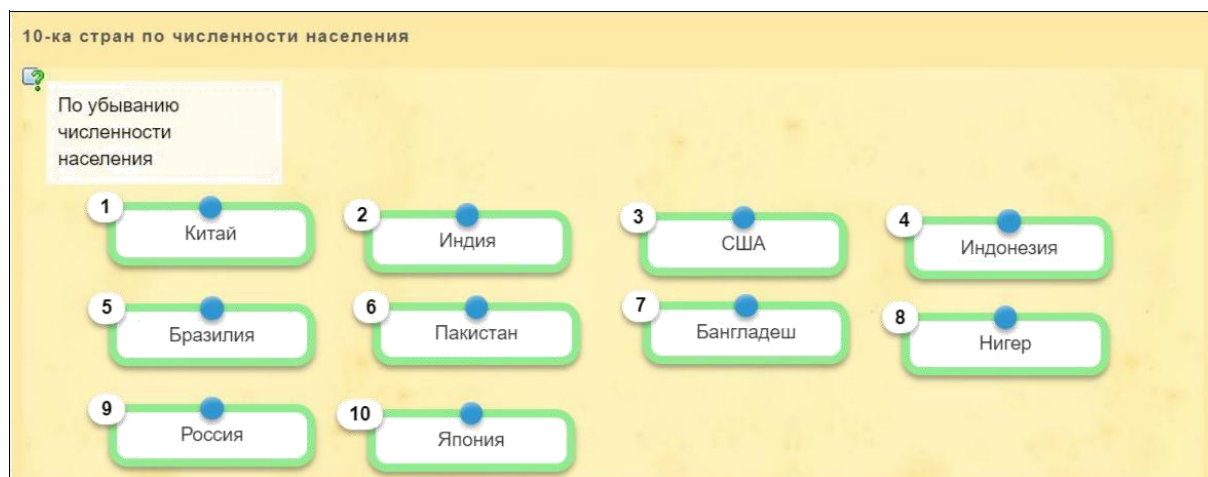 10-ка стран по численности населения
По убыванию
численности
населения
1 Китай
2 Индия
3 США
4 Индонезия
5 Бразилия
6 Пакистан
7 Бангладеш
8 Нигер
9 Россия
10 Япония